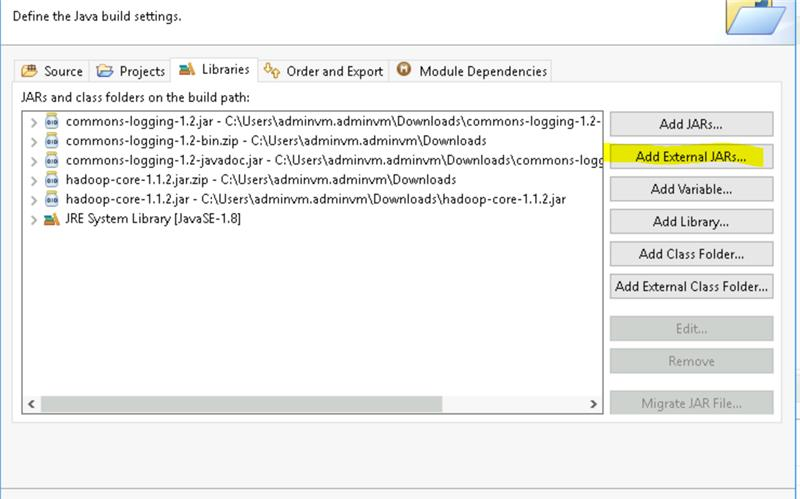 Define the Java build settings.
Source Projects Libraries Order and Export Module Dependencies
JARs and class folders on the build path:
commons-logging-1.2.jar - C:\Users\adminvm.adminvm\Downloads\commons-logging-1.2-
commons-logging-1.2-bin.zip - C:\Users\adminvm.adminvm\Downloads
commons-logging-1.2-javadoc.jar - C:\Users\adminvm.adminvm\Downloads\commons-logg
hadoop-core-1.1.2.jar.zip - C:\Users\adminvm.adminvm\Downloads
hadoop-core-1.1.2.jar - C:\Users\adminvm.adminvm\Downloads\hadoop-core-1.1.2.jar
JRE System Library [JavaSE-1.8]
Add JARs...
Add External JARs...
Add Variable...
Add Library...
Add Class Folder...
Add External Class Folder...
Edit...
Remove
Migrate JAR File...